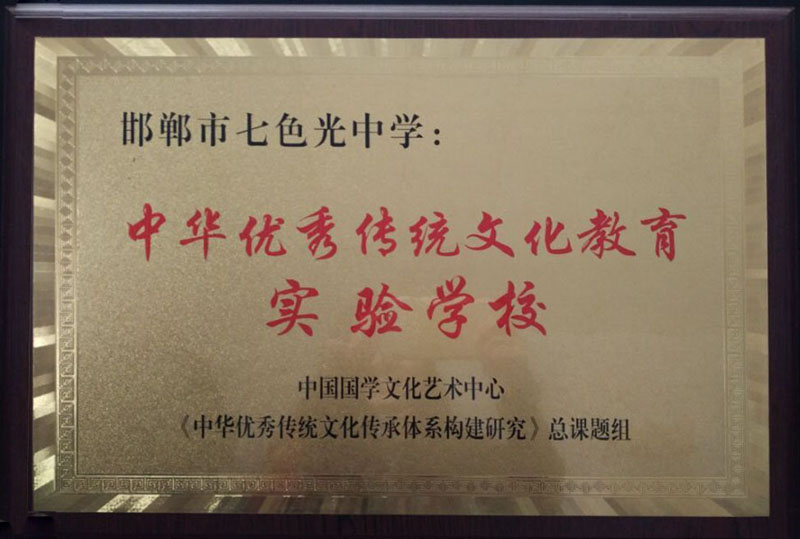 邯郸市七色光中学：
中华优秀传统文化教育
实验学校
中国国学文化艺术中心
《中华优秀传统文化传承体系构建研究》总课题组